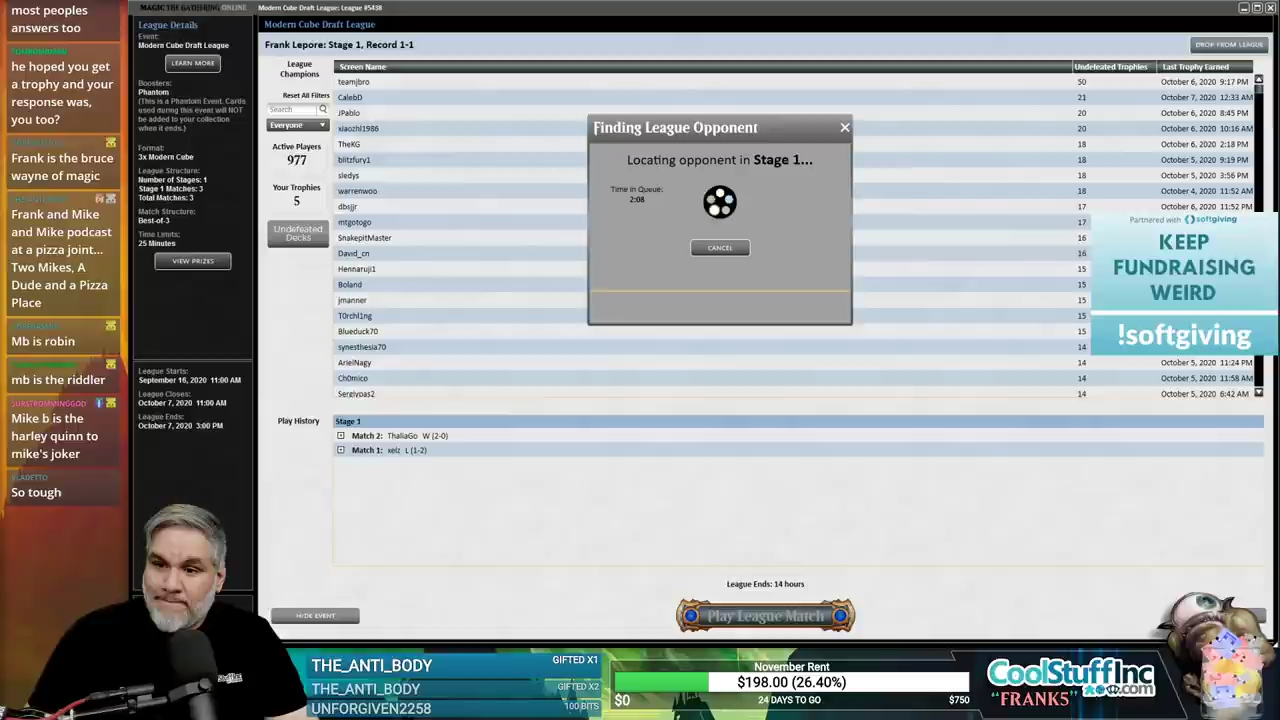 most peoples
answers too
he hoped you get
a trophy and your
response was,
you too?
Frank is the bruce
wayne of magic
Frank and Mike
and Mike podcast
at a pizza joint...
Two Mikes, A
Dude and a Pizza
Place
Mb is robin
mb is the riddler
SURSTROMVINGGOD
Mike b is the
harley quinn to
mike's joker
So tough
MAGIC THE GATHERING ONLINE
Modern Cube Draft League: League #5438
League Details
Event:
Modern Cube Draft League
LEARN MORE
Boosters:
Phantom
(This is a Phantom Event. Cards
used during this event will NOT
be added to your collection
when it ends.)
Format:
3x Modern Cube
League Structure:
Number of Stages: 1
Stage 1 Matches: 3
Total Matches: 3
Match Structure:
Best-of-3
Time Limits:
25 Minutes
VIEW PRIZES
League Starts:
September 16, 2020 11:00 AM
League Closes:
October 7, 2020 11:00 AM
League Ends:
October 7, 2020 3:00 PM
Modern Cube Draft League
Frank Lepore: Stage 1, Record 1-1
DROP FROM LEAGUE
League
Champions
Reset All Filters
Search
Everyone
Active Players
977
Your Trophies
5
Undefeated
Decks
Screen Name Undefeated Trophies Last Trophy Earned
teamjbro 50 October 6, 2020 9:17 PM
CalebD 21 October 7, 2020 12:33 AM
JPablo 20 October 6, 2020 8:45 PM
xiaozhl1986 20 October 6, 2020 10:16 AM
TheKG 18 October 6, 2020 2:18 PM
blitzfury1 18 October 6, 2020 5:19 PM
sledys 18 October 6, 2020 3:56 PM
warrenwoo 18 October 4, 2020 11:52 AM
dbsjjr 17 October 6, 2020 11:52 PM
mtgotogo 17
SnakepitMaster 16
David_cn 16
Hennaruji1 15
Boland 15
jmanner 15
T0rchl1ng 15
Blueduck70 15
synesthesia70 14
ArielNagy 14 October 5, 2020 11:24 PM
Ch0mico 14 October 5, 2020 11:58 AM
Sergiypas2 14 October 5, 2020 6:42 AM
Finding League Opponent
Locating opponent in Stage 1...
Time in Queue:
2:08
CANCEL
Partnered with softgiving
KEEP
FUNDRAISING
WEIRD
!softgiving
Play History
Stage 1
Match 2: ThaliaGo W (2-0)
Match 1: xelz L (1-2)
League Ends: 14 hours
HIDE EVENT
Play League Match
THE_ANTI_BODY GIFTED X1
THE_ANTI_BODY GIFTED X2
UNFORGIVEN2258 100 BITS
November Rent
$198.00 (26.40%)
$0 24 DAYS TO GO $750
CoolStuffInc
.com
"FRANKS"